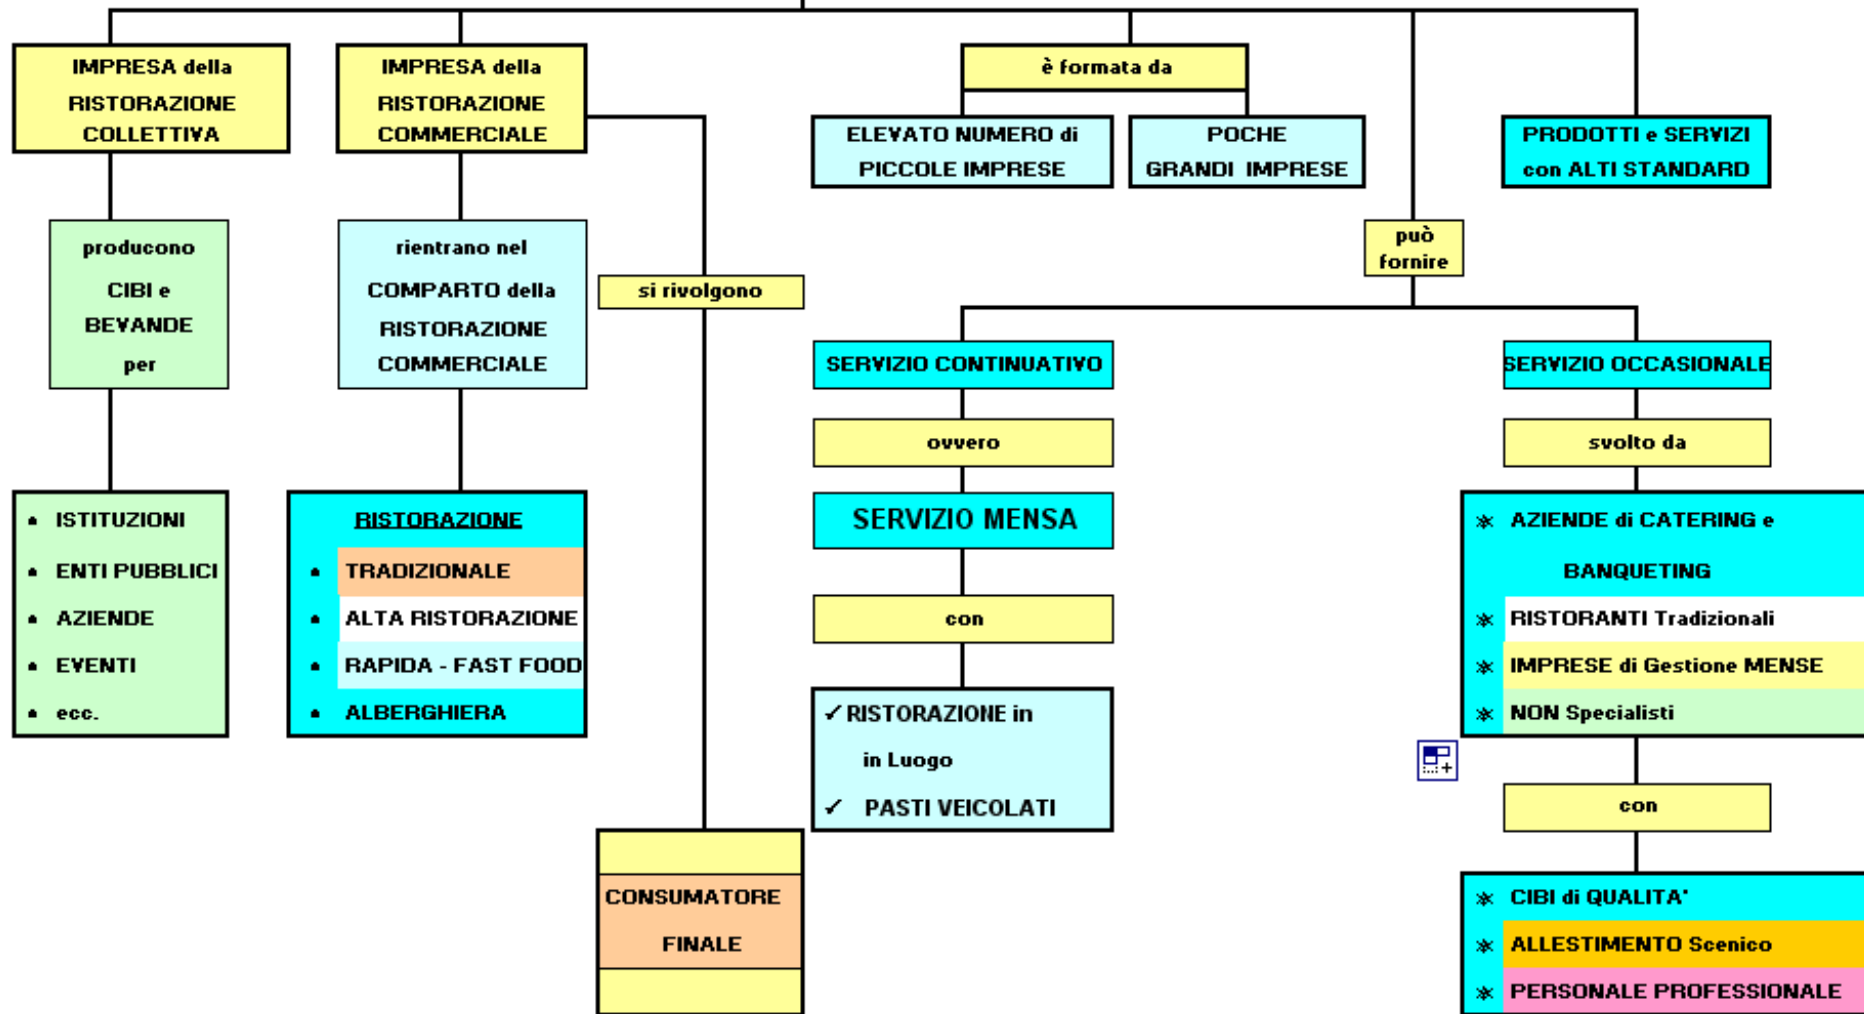 IMPRESA della
RISTORAZIONE
COLLETTIVA
IMPRESA della
RISTORAZIONE
COMMERCIALE
è formata da
ELEVATO NUMERO di
PICCOLE IMPRESE
POCHE
GRANDI IMPRESE
PRODOTTI e SERVIZI
con ALTI STANDARD
producono
CIBI e
BEVANDE
per
rientrano nel
COMPARTO della
RISTORAZIONE
COMMERCIALE
si rivolgono
può
fornire
SERVIZIO CONTINUATIVO
SERVIZIO OCCASIONALE
ovvero
svolto da
• ISTITUZIONI
• ENTI PUBBLICI
• AZIENDE
• EVENTI
• ecc.
RISTORAZIONE
• TRADIZIONALE
• ALTA RISTORAZIONE
• RAPIDA - FAST FOOD
• ALBERGHIERA
SERVIZIO MENSA
con
✓ RISTORAZIONE in
in Luogo
✓ PASTI VEICOLATI
⁎ AZIENDE di CATERING e
BANQUETING
⁎ RISTORANTI Tradizionali
⁎ IMPRESE di Gestione MENSE
⁎ NON Specialisti
con
CONSUMATORE
FINALE
⁎ CIBI di QUALITA'
⁎ ALLESTIMENTO Scenico
⁎ PERSONALE PROFESSIONALE